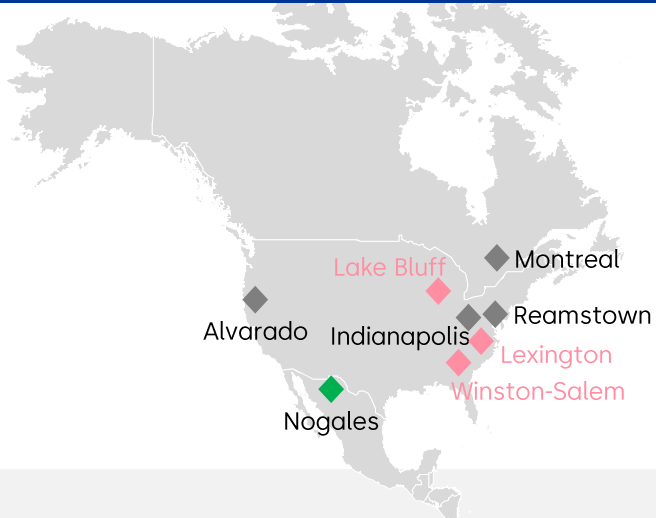 Montreal
Lake Bluff
Reamstown
Alvarado
Indianapolis
Lexington
Winston-Salem
Nogales